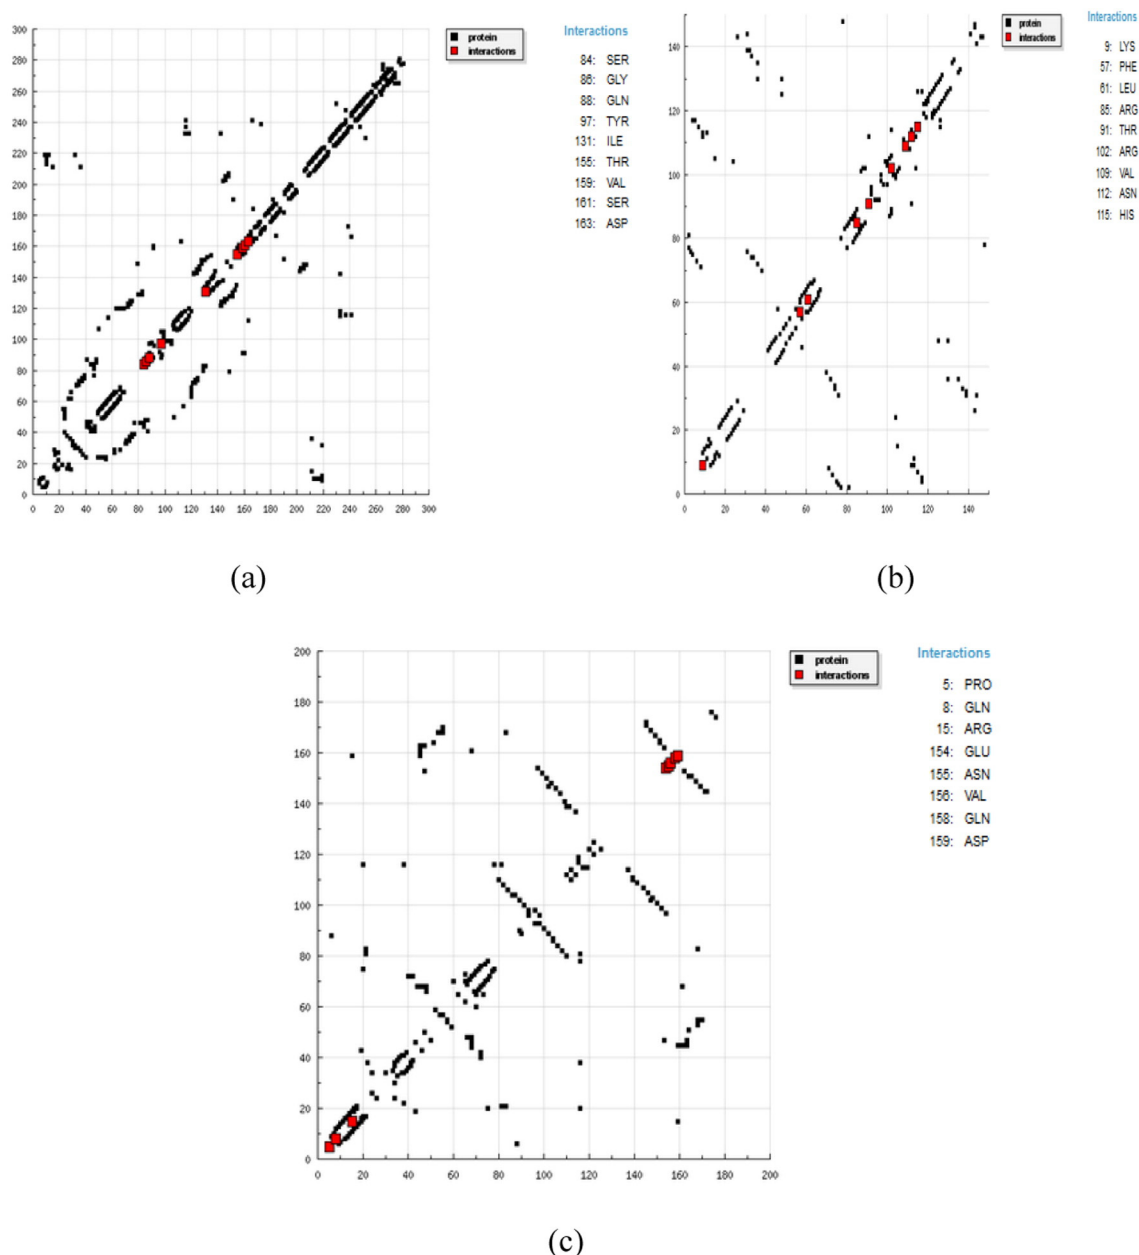 protein
interactions
Interactions
84: SER
86: GLY
88: GLN
97: TYR
131: ILE
155: THR
159: VAL
161: SER
163: ASP
300
280
260
240
220
200
180
160
140
120
100
80
60
40
20
0
0 20 40 60 80 100 120 140 160 180 200 220 240 260 280 300
(a)
protein
interactions
Interactions
9: LYS
57: PHE
61: LEU
85: ARG
91: THR
102: ARG
109: VAL
112: ASN
115: HIS
140
120
100
80
60
40
20
0
0 20 40 60 80 100 120 140
(b)
protein
interactions
Interactions
5: PRO
8: GLN
15: ARG
154: GLU
155: ASN
156: VAL
158: GLN
159: ASP
200
180
160
140
120
100
80
60
40
20
0
0 20 40 60 80 100 120 140 160 180 200
(c)